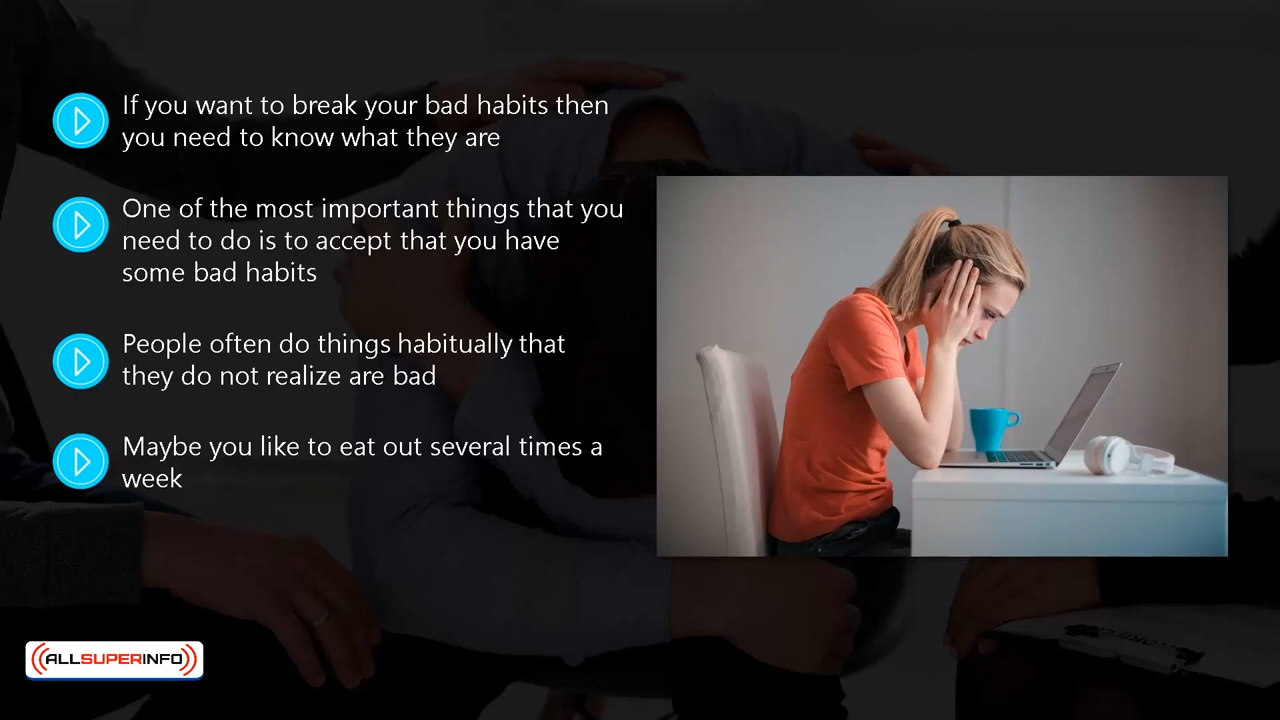 If you want to break your bad habits then
you need to know what they are
One of the most important things that you
need to do is to accept that you have
some bad habits
People often do things habitually that
they do not realize are bad
Maybe you like to eat out several times a
week
ALLSUPERINFO